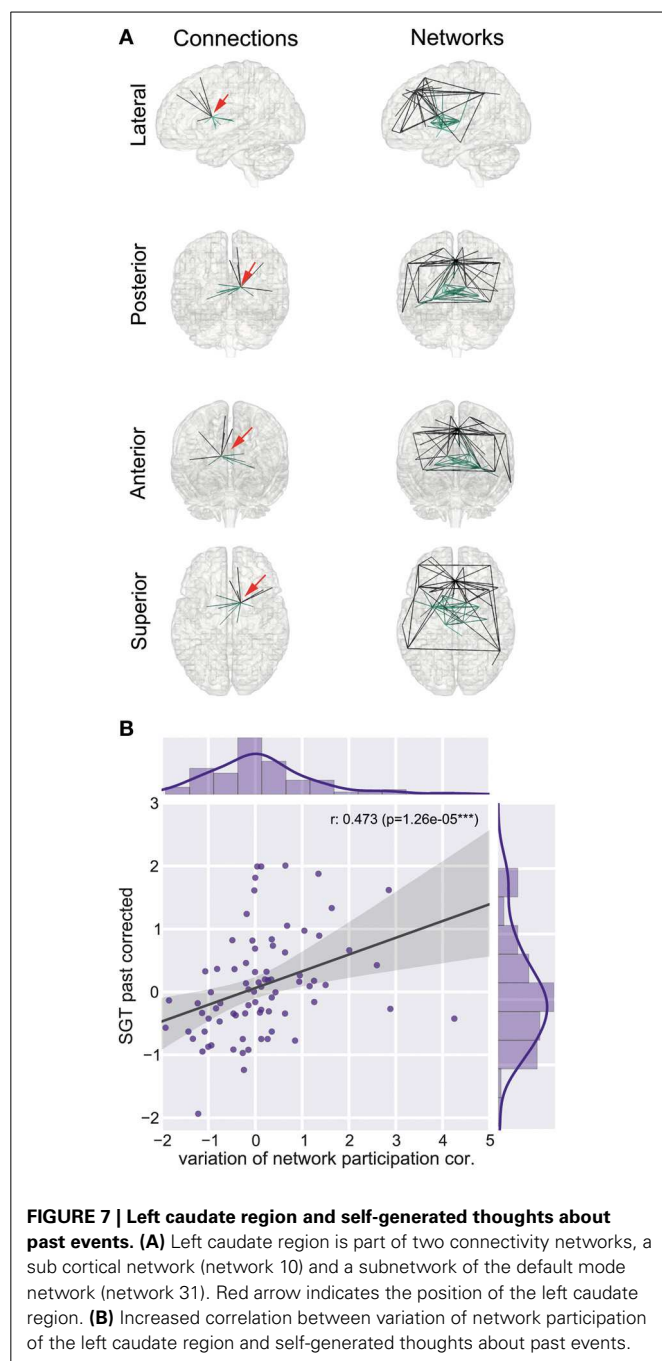 A
Connections Networks
Lateral
Posterior
Anterior
Superior
B
r: 0.473 (p=1.26e-05***)
SGT past corrected
3
2
1
0
−1
−2
−2 −1 0 1 2 3 4 5
variation of network participation cor.
FIGURE 7 | Left caudate region and self-generated thoughts about
past events. (A) Left caudate region is part of two connectivity networks, a
sub cortical network (network 10) and a subnetwork of the default mode
network (network 31). Red arrow indicates the position of the left caudate
region. (B) Increased correlation between variation of network participation
of the left caudate region and self-generated thoughts about past events.